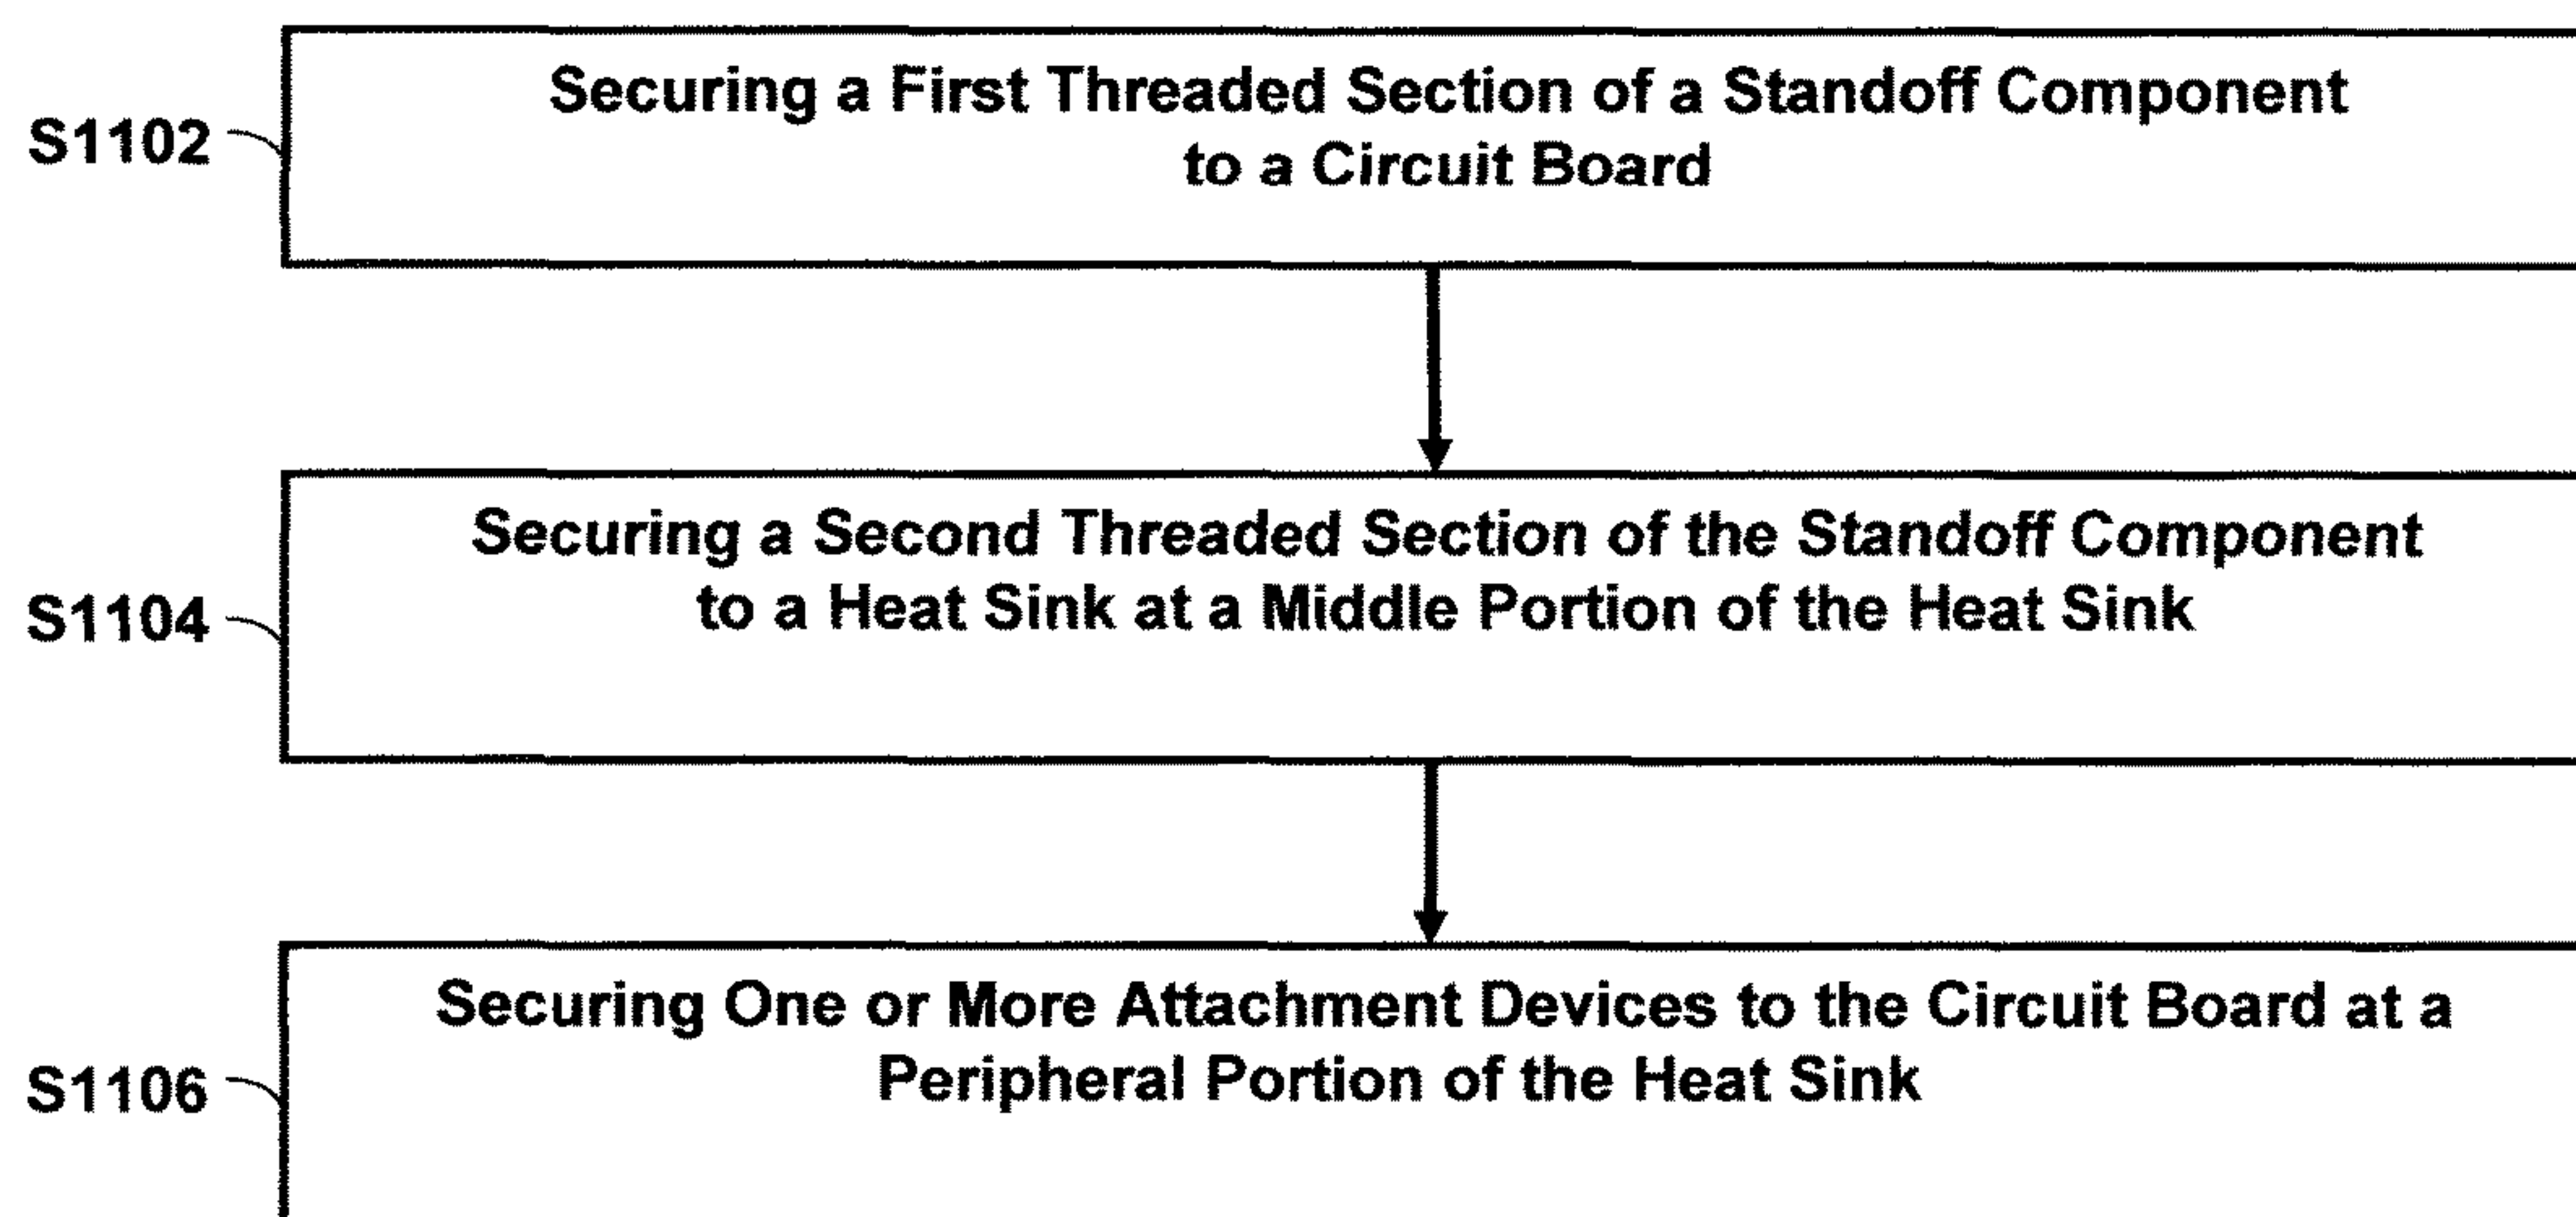 S1102
Securing a First Threaded Section of a Standoff Component
to a Circuit Board
S1104
Securing a Second Threaded Section of the Standoff Component
to a Heat Sink at a Middle Portion of the Heat Sink
S1106
Securing One or More Attachment Devices to the Circuit Board at a
Peripheral Portion of the Heat Sink